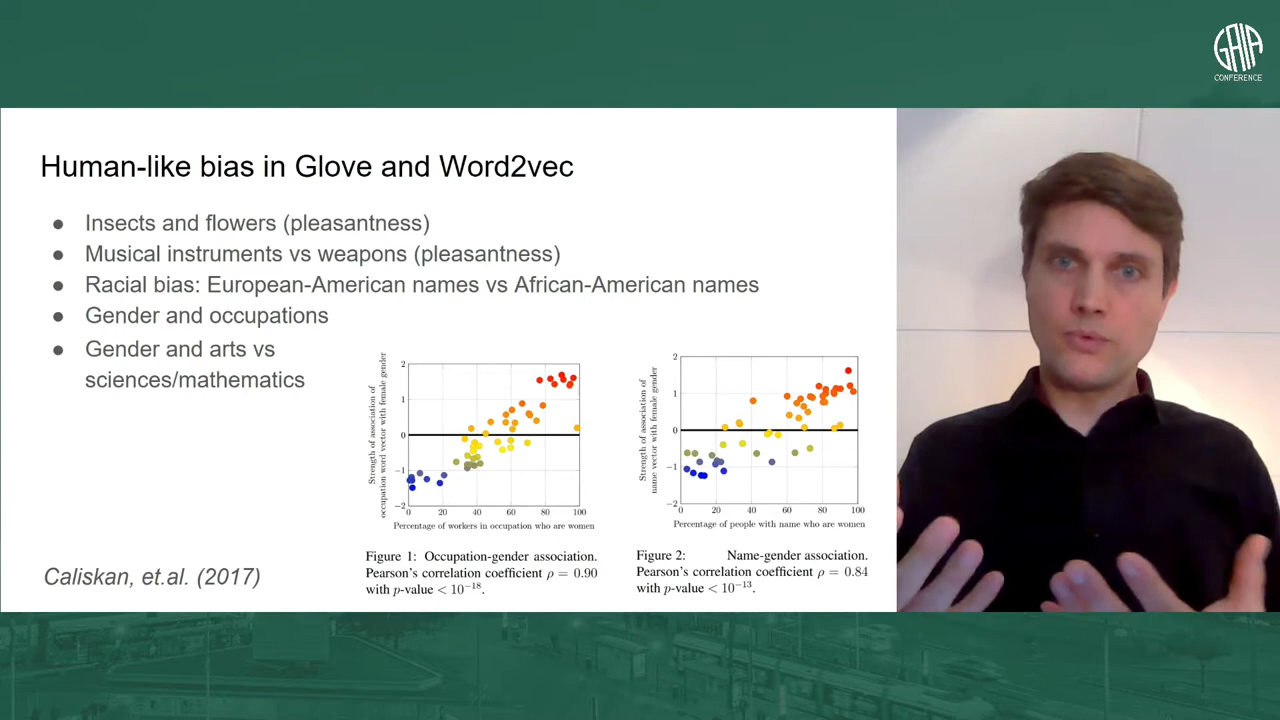 GAIA
CONFERENCE
Human-like bias in Glove and Word2vec
● Insects and flowers (pleasantness)
● Musical instruments vs weapons (pleasantness)
● Racial bias: European-American names vs African-American names
● Gender and occupations
● Gender and arts vs
sciences/mathematics
Strength of association of
occupation word vector with female gender
2
1
0
−1
−2
0 20 40 60 80 100
Percentage of workers in occupation who are women
Figure 1: Occupation-gender association.
Pearson's correlation coefficient ρ = 0.90
with p-value < 10⁻¹⁸.
Strength of association of
name vector with female gender
2
1
0
−1
−2
0 20 40 60 80 100
Percentage of people with name who are women
Figure 2: Name-gender association.
Pearson's correlation coefficient ρ = 0.84
with p-value < 10⁻¹³.
Caliskan, et.al. (2017)